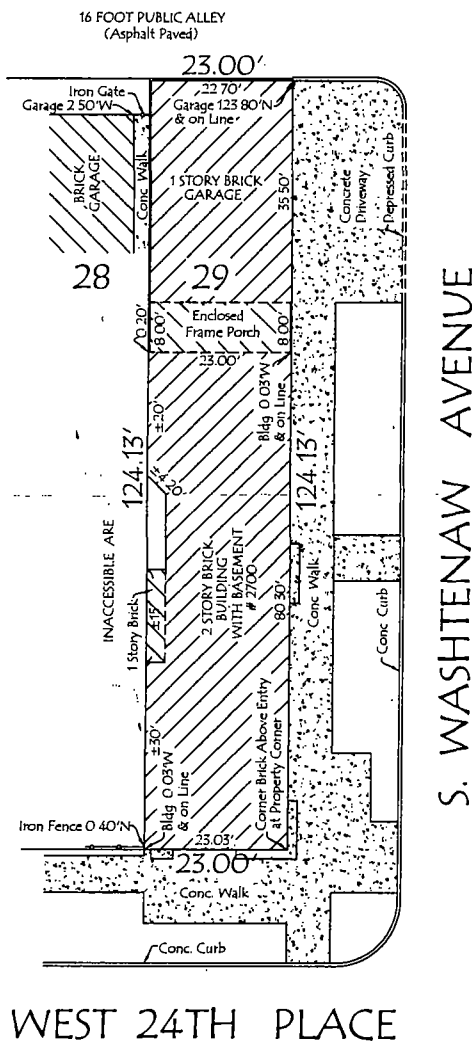 16 FOOT PUBLIC ALLEY
(Asphalt Paved)
23.00'
Iron Gate
Garage 2 50'W
22 70'
Garage 123 80'N
& on Line
BRICK
GARAGE
Conc Walk
1 STORY BRICK
GARAGE
35 50'
Concrete
Driveway
Depressed Curb
28
29
0 20'
8 00'
Enclosed
Frame Porch
8 00'
23.00'
Bldg 0 03'W
& on Line
±20'
124.13'
±4 20'
124.13'
INACCESSIBLE ARE
1 Story Brick
±15'
2 STORY BRICK
BUILDING
WITH BASEMENT
# 2700
80 30'
Conc Walk
Conc Curb
±30'
Bldg 0 03'W
& on Line
Corner Brick Above Entry
at Property Corner
Iron Fence 0 40'N
23.03'
23.00'
Conc. Walk
Conc. Curb
S. WASHTENAW AVENUE
WEST 24TH PLACE